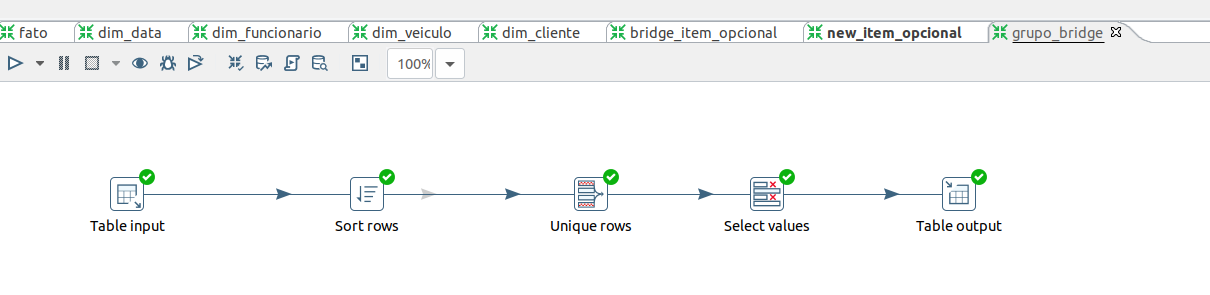 fato dim_data dim_funcionario dim_veiculo dim_cliente bridge_item_opcional new_item_opcional grupo_bridge
100%
Table input Sort rows Unique rows Select values Table output